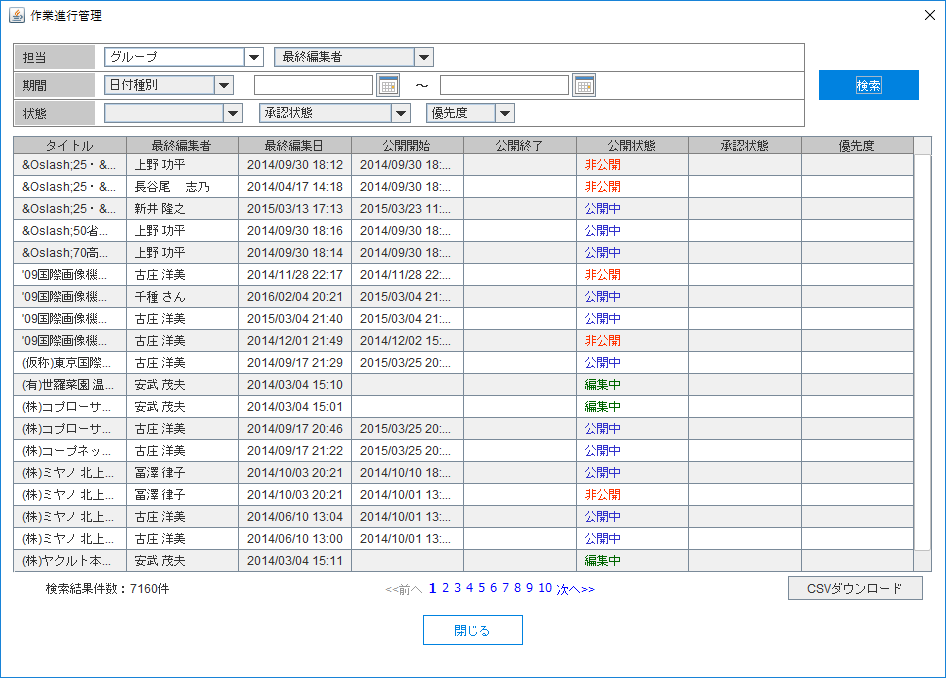 作業進行管理
担当 グループ 最終編集者
期間 日付種別 ～ 検索
状態 承認状態 優先度
タイトル 最終編集者 最終編集日 公開開始 公開終了 公開状態 承認状態 優先度
&Oslash;25・&... 上野 功平 2014/09/30 18:12 2014/09/30 18:... 非公開
&Oslash;25・&... 長谷尾　志乃 2014/04/17 14:18 2014/09/30 18:... 非公開
&Oslash;25・&... 新井 隆之 2015/03/13 17:13 2015/03/23 11:... 公開中
&Oslash;50省... 上野 功平 2014/09/30 18:16 2014/09/30 18:... 公開中
&Oslash;70高... 上野 功平 2014/09/30 18:14 2014/09/30 18:... 公開中
'09国際画像機... 古庄 洋美 2014/11/28 22:17 2014/11/28 22:... 非公開
'09国際画像機... 千種 さん 2016/02/04 20:21 2015/03/04 21:... 公開中
'09国際画像機... 古庄 洋美 2015/03/04 21:40 2015/03/04 21:... 公開中
'09国際画像機... 古庄 洋美 2014/12/01 21:49 2014/12/02 15:... 非公開
(仮称)東京国際... 古庄 洋美 2014/09/17 21:29 2015/03/25 20:... 公開中
(有)世羅菜園 温... 安武 茂夫 2014/03/04 15:10 編集中
(株)コプローサ... 安武 茂夫 2014/03/04 15:01 編集中
(株)コプローサ... 古庄 洋美 2014/09/17 20:46 2015/03/25 20:... 公開中
(株)コープネッ... 古庄 洋美 2014/09/17 21:22 2015/03/25 20:... 公開中
(株)ミヤノ 北上... 冨澤 律子 2014/10/03 20:21 2014/10/10 18:... 公開中
(株)ミヤノ 北上... 冨澤 律子 2014/10/03 20:21 2014/10/01 13:... 非公開
(株)ミヤノ 北上... 古庄 洋美 2014/06/10 13:04 2014/10/01 13:... 公開中
(株)ミヤノ 北上... 古庄 洋美 2014/06/10 13:00 2014/10/01 13:... 公開中
(株)ヤクルト本... 安武 茂夫 2014/03/04 15:11 編集中
検索結果件数：7160件 <<前へ 1 2 3 4 5 6 7 8 9 10 次へ>> CSVダウンロード
閉じる